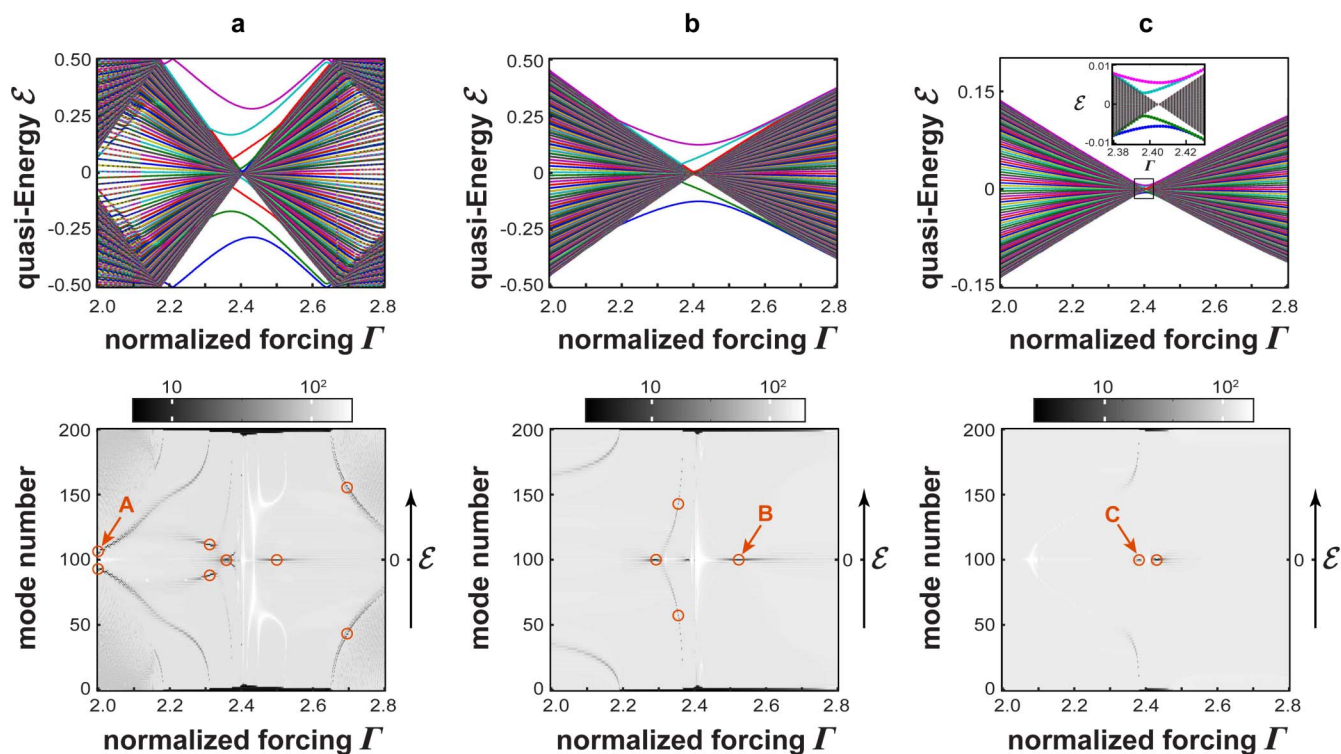 a
b
c
quasi-Energy ℰ
0.50
0.25
0
-0.25
-0.50
2.0 2.2 2.4 2.6 2.8
normalized forcing Γ
quasi-Energy ℰ
0.50
0.25
0
-0.25
-0.50
2.0 2.2 2.4 2.6 2.8
normalized forcing Γ
quasi-Energy ℰ
0.15
0
-0.15
2.0 2.2 2.4 2.6 2.8
normalized forcing Γ
0.01
ℰ 0
-0.01
2.38 2.40 2.42
Γ
10 10²
mode number
200
150
100
50
0
A
0 ℰ
2.0 2.2 2.4 2.6 2.8
normalized forcing Γ
10 10²
mode number
200
150
100
50
0
B
0 ℰ
2.0 2.2 2.4 2.6 2.8
normalized forcing Γ
10 10²
mode number
200
150
100
50
0
C
0 ℰ
2.0 2.2 2.4 2.6 2.8
normalized forcing Γ